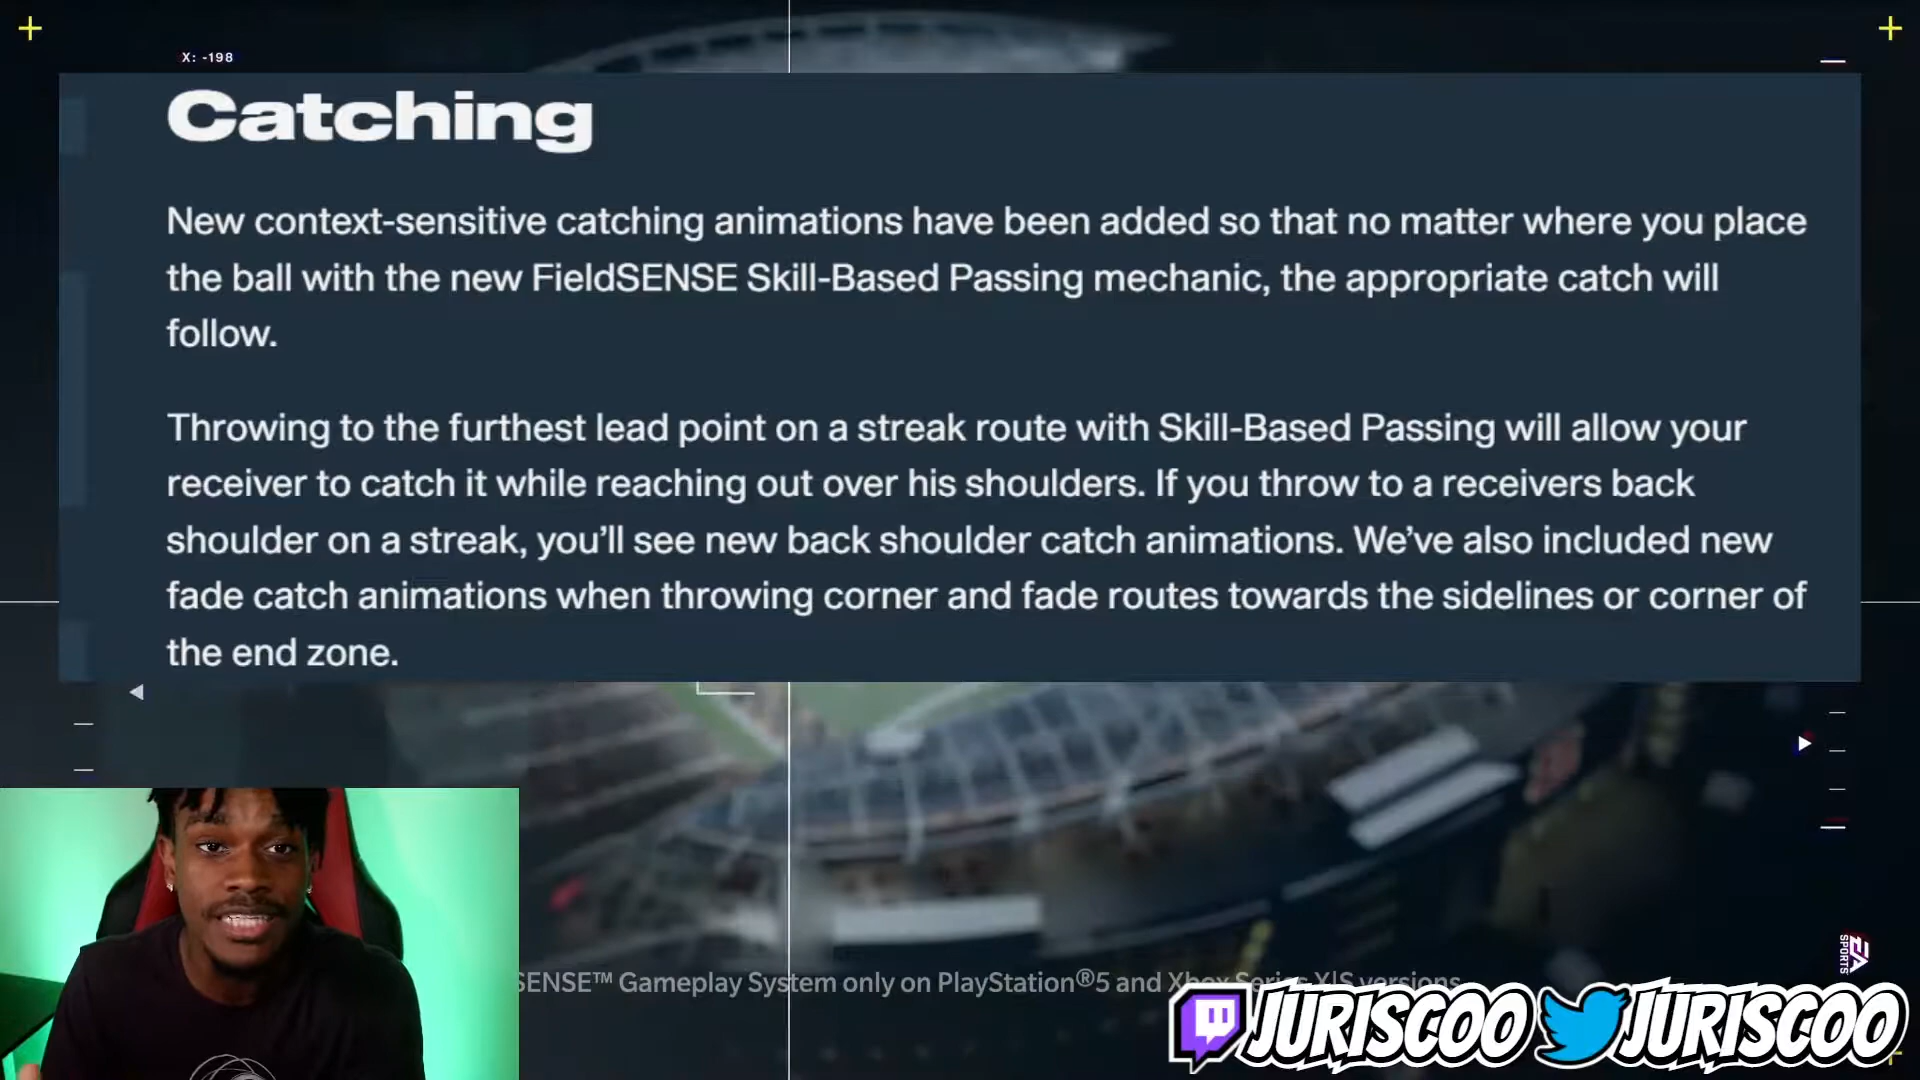 X: -198
Catching
New context-sensitive catching animations have been added so that no matter where you place
the ball with the new FieldSENSE Skill-Based Passing mechanic, the appropriate catch will
follow.
Throwing to the furthest lead point on a streak route with Skill-Based Passing will allow your
receiver to catch it while reaching out over his shoulders. If you throw to a receivers back
shoulder on a streak, you’ll see new back shoulder catch animations. We’ve also included new
fade catch animations when throwing corner and fade routes towards the sidelines or corner of
the end zone.
EA SPORTS
SENSE™ Gameplay System only on PlayStation®5 and Xbox Series X|S versions
JURISCOO JURISCOO